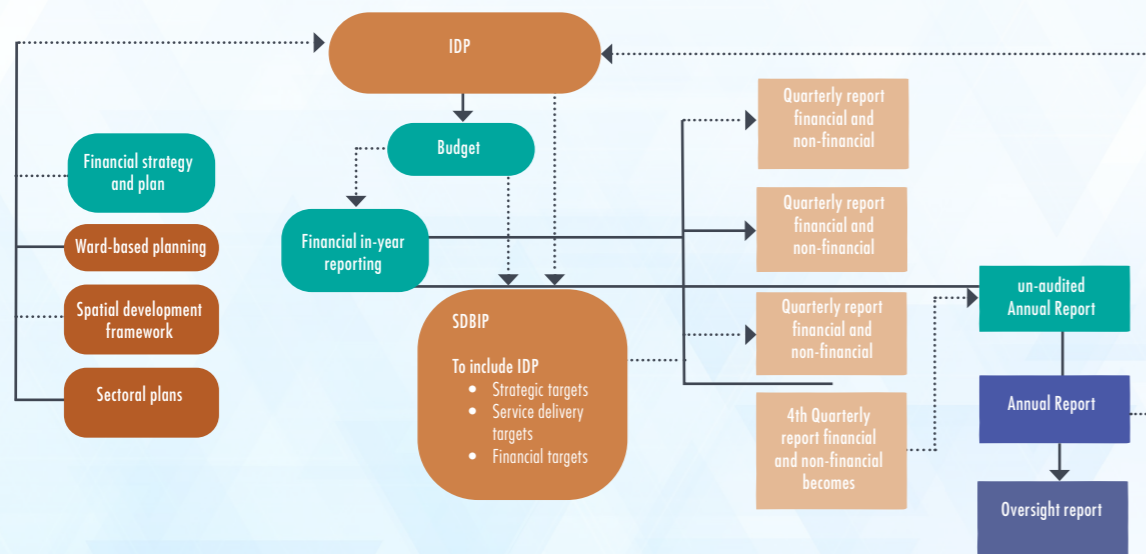 IDP
Budget
Financial strategy
and plan
Ward-based planning
Spatial development
framework
Sectoral plans
Financial in-year
reporting
SDBIP
To include IDP
• Strategic targets
• Service delivery
targets
• Financial targets
Quarterly report
financial and
non-financial
Quarterly report
financial and
non-financial
Quarterly report
financial and
non-financial
4th Quarterly
report financial
and non-financial
becomes
un-audited
Annual Report
Annual Report
Oversight report